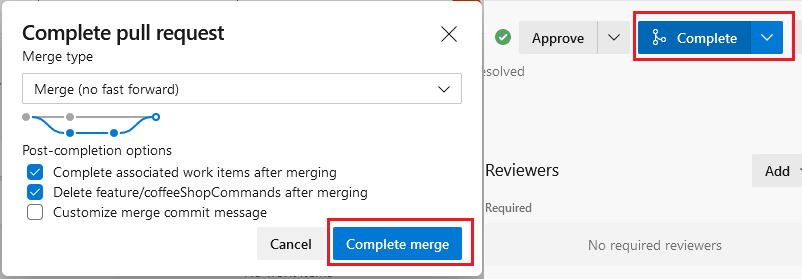 Complete pull request
Merge type
Merge (no fast forward)
Post-completion options
Complete associated work items after merging
Delete feature/coffeeShopCommands after merging
Customize merge commit message
Cancel
Complete merge
Approve
Complete
esolved
Reviewers
Add
Required
No required reviewers